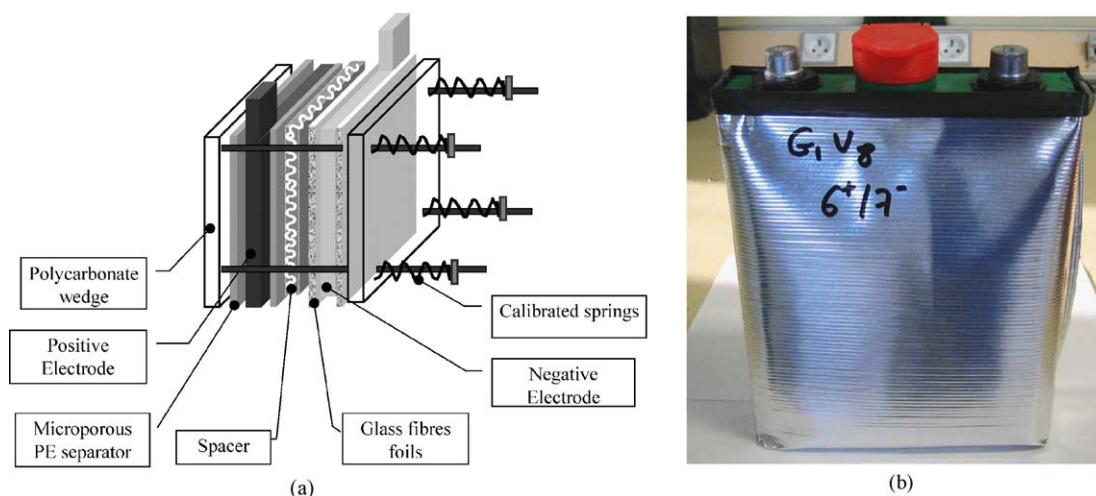 Polycarbonate
wedge
Positive
Electrode
Microporous
PE separator
Spacer
Glass fibres
foils
Negative
Electrode
Calibrated springs
(a)
G1 V8
6+/7-
(b)